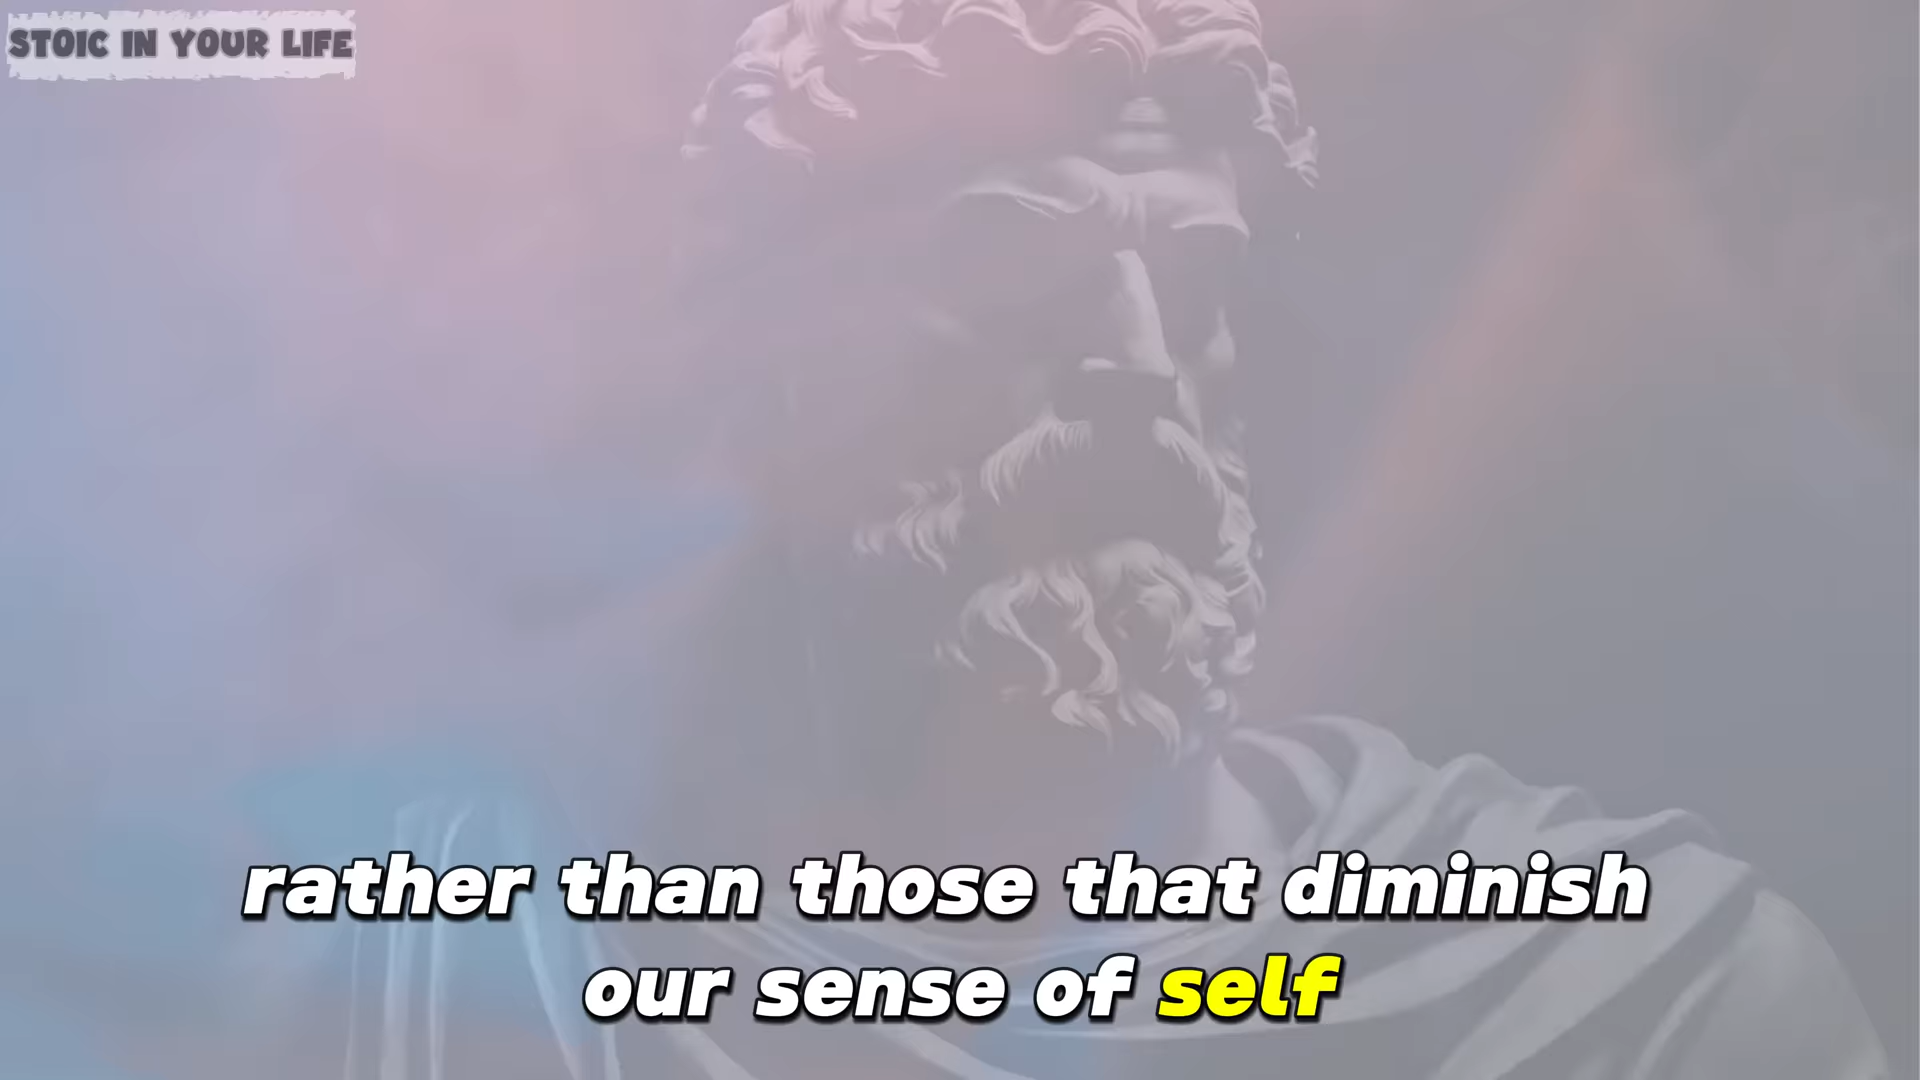 STOIC IN YOUR LIFE
rather than those that diminish
our sense of self